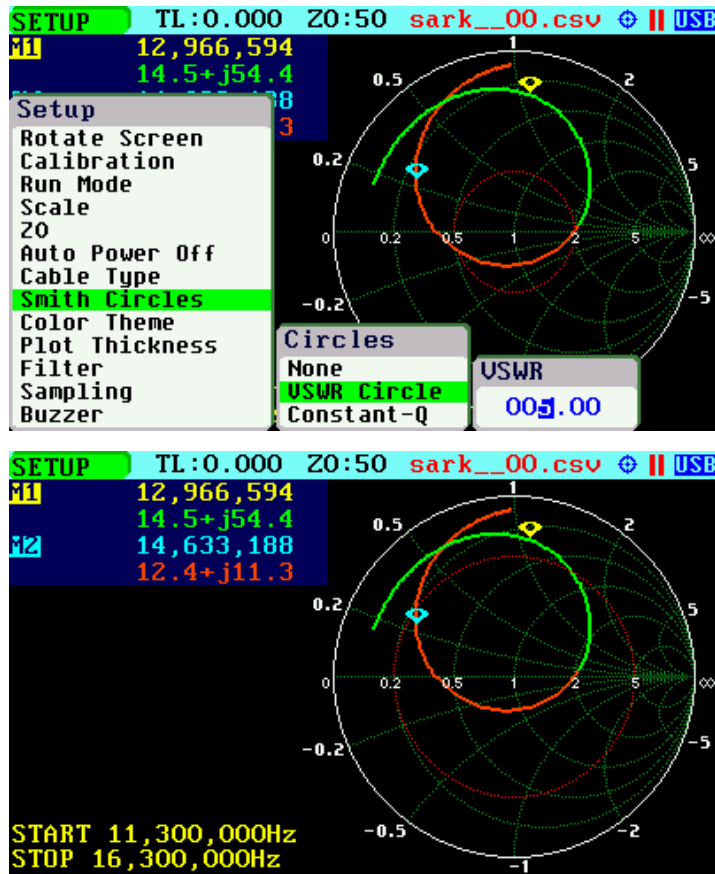 SETUP TL:0.000 Z0:50 sark__00.csv USB
M1 12,966,594
14.5+j54.4
8
3
Setup
Rotate Screen
Calibration
Run Mode
Scale
Z0
Auto Power Off
Cable Type
Smith Circles
Color Theme
Plot Thickness
Filter
Sampling
Buzzer
Circles
None
VSWR Circle
Constant-Q
VSWR
005.00
1
0.5 2
0.2 5
0 0.2 0.5 1 2 5 ∞
-0.2 -5
SETUP TL:0.000 Z0:50 sark__00.csv USB
M1 12,966,594
14.5+j54.4
M2 14,633,188
12.4+j11.3
1
0.5 2
0.2 5
0 0.2 0.5 1 2 5 ∞
-0.2 -5
-0.5 -2
-1
START 11,300,000Hz
STOP 16,300,000Hz